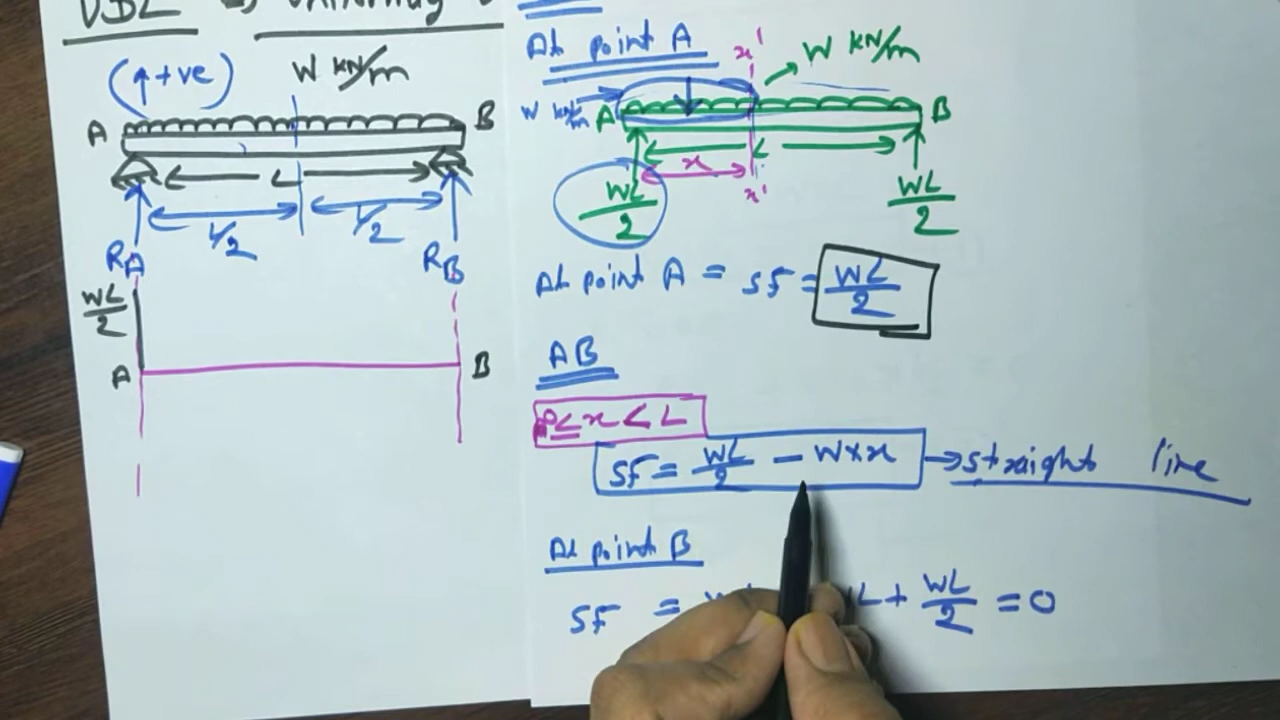 UDL
(↑+ve)
W kN/m
A
B
L
L/2
L/2
RA
RB
WL/2
A
B
At point A
x'
W kN/m
W kN/m
A
B
L
x
x'
WL/2
WL/2
At point A = SF = WL/2
AB
0≤x<L
SF = WL/2 - W×x → straight line
At point B
SF = L + WL/2 = 0